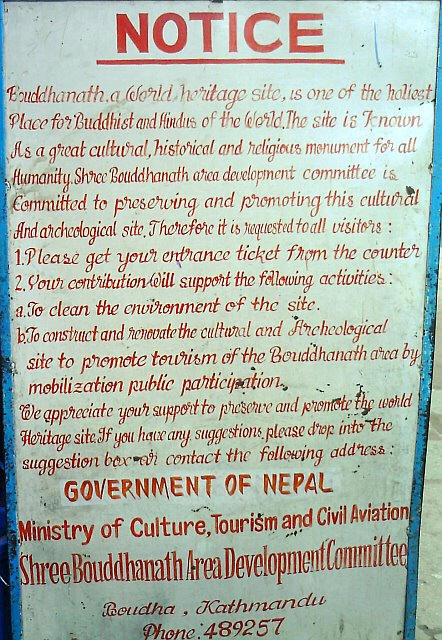 NOTICE
Bouddhanath, a World heritage site, is one of the holiest
Place for Buddhist and Hindus of the World. The site is Known
As a great cultural, historical and religious monument for all
Humanity. Shree Bouddhanath area development committee is
Committed to preserving and promoting this cultural
And archeological site. Therefore it is requested to all visitors :
1. Please get your entrance ticket from the counter
2. Your contribution Will support the following activities :
a. To clean the environment of the site.
b. To construct and renovate the cultural and Archeological
site to promote tourism of the Bouddhanath area by
mobilization public participation.
We appreciate your support to preserve and promote the world
Heritage site. If you have any suggestions please drop into the
suggestion box or contact the following address :
GOVERNMENT OF NEPAL
Ministry of Culture, Tourism and Civil Aviation
Shree Bouddhanath Area Development Committee
Boudha , Kathmandu
Phone : 489257